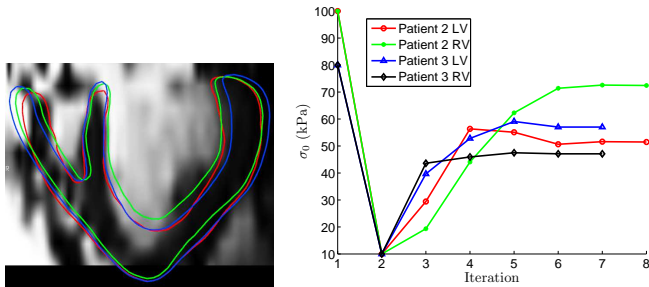 R
100
90
80
70
60
50
40
30
20
10
σ₀ (kPa)
Patient 2 LV
Patient 2 RV
Patient 3 LV
Patient 3 RV
1 2 3 4 5 6 7 8
Iteration